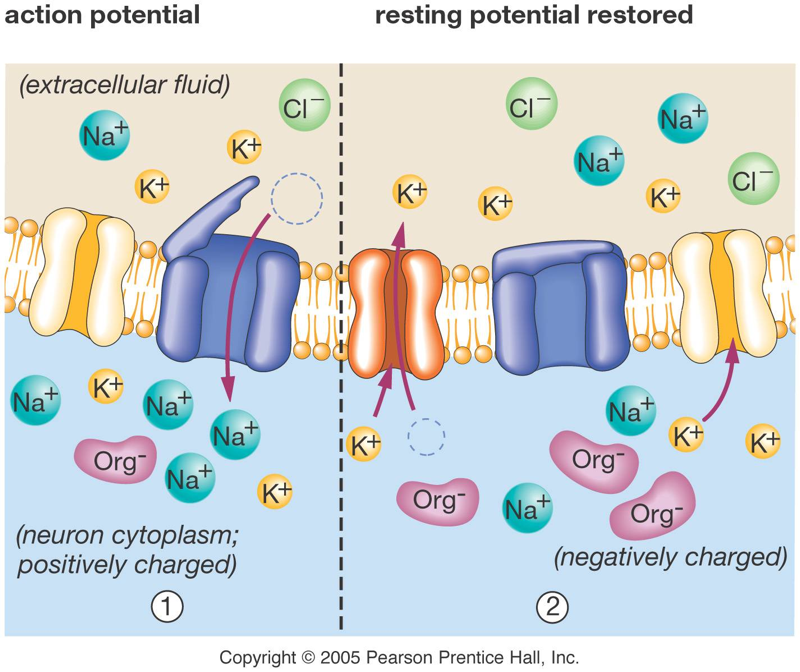 action potential
resting potential restored
(extracellular fluid)
Cl⁻
Na⁺
K⁺
K⁺
Cl⁻
Na⁺
Na⁺
Cl⁻
K⁺
K⁺
K⁺
Na⁺
K⁺
Na⁺
Na⁺
Org⁻
Na⁺
K⁺
K⁺
Na⁺
K⁺
K⁺
Org⁻
Org⁻
Na⁺
Org⁻
(neuron cytoplasm;
positively charged)
(negatively charged)
1
2
Copyright © 2005 Pearson Prentice Hall, Inc.